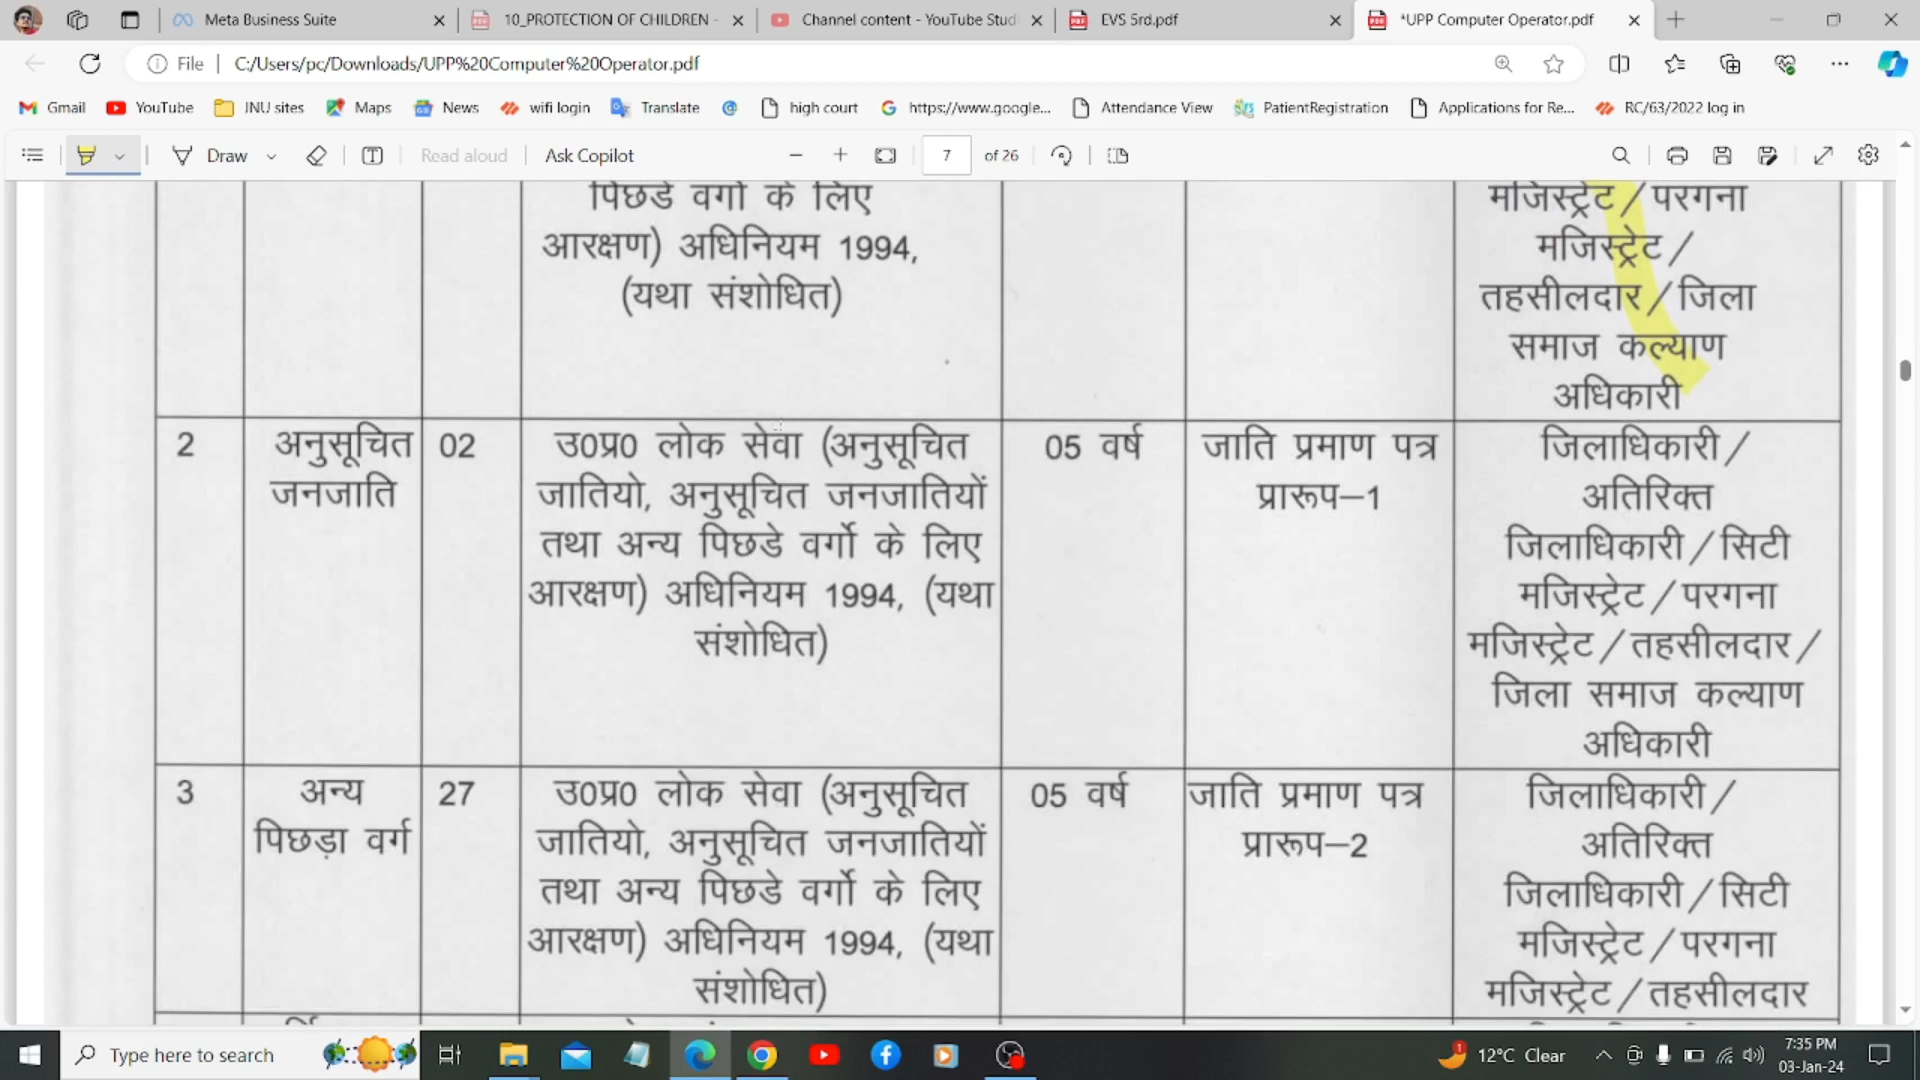 Meta Business Suite
10_PROTECTION OF CHILDREN -
Channel content - YouTube Stud
EVS 5rd.pdf
*UPP Computer Operator.pdf
File
C:/Users/pc/Downloads/UPP%20Computer%20Operator.pdf
Gmail
YouTube
JNU sites
Maps
News
wifi login
Translate
high court
https://www.google...
Attendance View
PatientRegistration
Applications for Re...
RC/63/2022 log in
Draw
Read aloud
Ask Copilot
7 of 26
पिछडे वर्गो के लिए
आरक्षण) अधिनियम 1994,
(यथा संशोधित)
मजिस्ट्रेट/परगना
मजिस्ट्रेट/
तहसीलदार/जिला
समाज कल्याण
अधिकारी
2
अनुसूचित
जनजाति
02
उ0प्र0 लोक सेवा (अनुसूचित
जातियो, अनुसूचित जनजातियों
तथा अन्य पिछडे वर्गो के लिए
आरक्षण) अधिनियम 1994, (यथा
संशोधित)
05 वर्ष
जाति प्रमाण पत्र
प्रारूप–1
जिलाधिकारी/
अतिरिक्त
जिलाधिकारी/सिटी
मजिस्ट्रेट/परगना
मजिस्ट्रेट/तहसीलदार/
जिला समाज कल्याण
अधिकारी
3
अन्य
पिछड़ा वर्ग
27
उ0प्र0 लोक सेवा (अनुसूचित
जातियो, अनुसूचित जनजातियों
तथा अन्य पिछडे वर्गो के लिए
आरक्षण) अधिनियम 1994, (यथा
संशोधित)
05 वर्ष
जाति प्रमाण पत्र
प्रारूप–2
जिलाधिकारी/
अतिरिक्त
जिलाधिकारी/सिटी
मजिस्ट्रेट/परगना
मजिस्ट्रेट/तहसीलदार
Type here to search
12°C Clear
7:35 PM
03-Jan-24